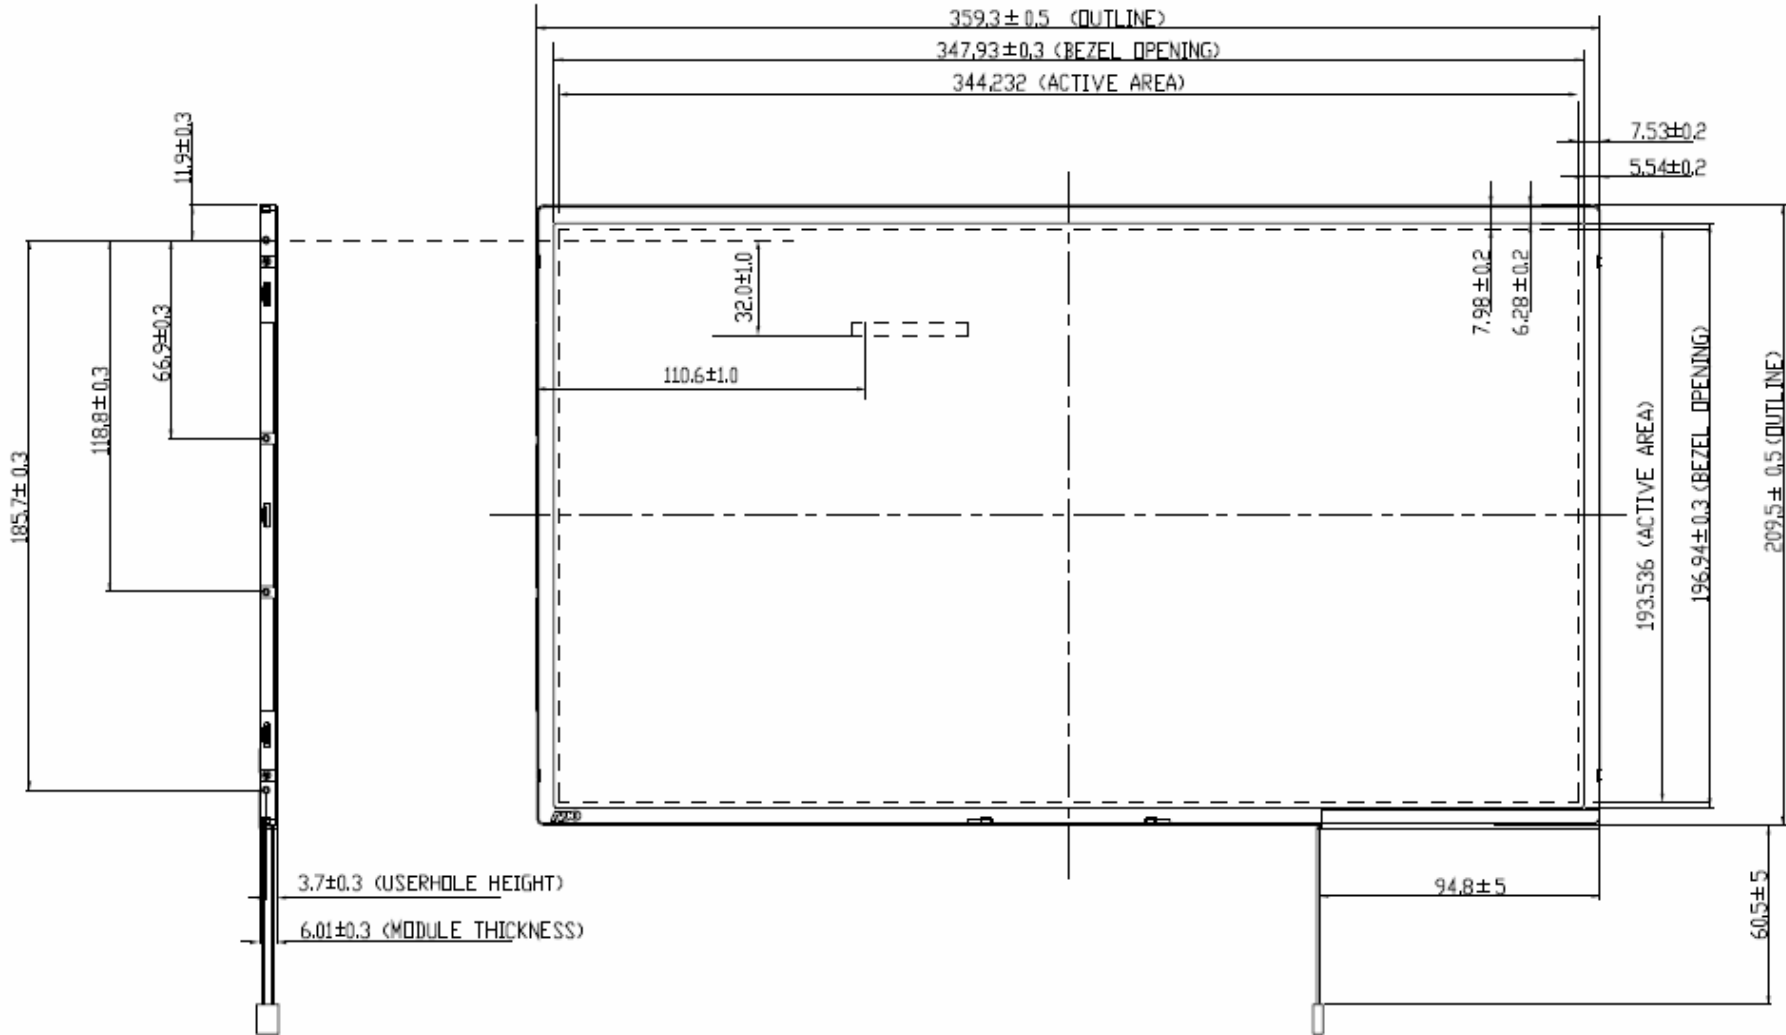 359.3±0.5 (OUTLINE)
347.93±0.3 (BEZEL OPENING)
344.232 (ACTIVE AREA)
7.53±0.2
5.54±0.2
11.9±0.3
66.9±0.3
118.8±0.3
185.7±0.3
32.0±1.0
110.6±1.0
7.98±0.2
6.28±0.2
193.536 (ACTIVE AREA)
196.94±0.3 (BEZEL OPENING)
209.5±0.5 (OUTLINE)
3.7±0.3 (USERHOLE HEIGHT)
6.01±0.3 (MODULE THICKNESS)
94.8±5
60.5±5